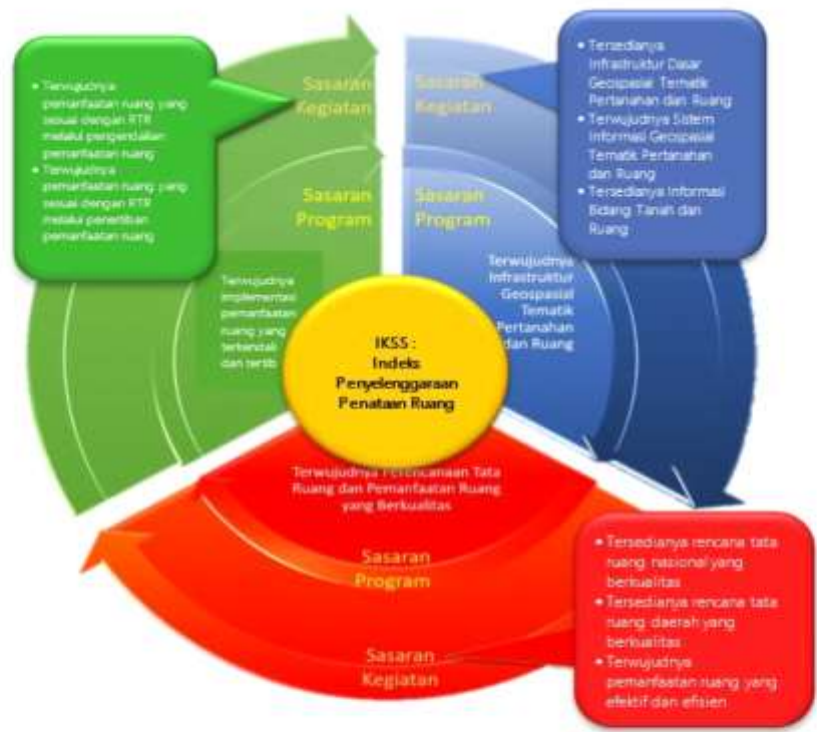 • Terwujudnya
pemanfaatan ruang yang
sesuai dengan RTR
melalui pengendalian
pemanfaatan ruang
• Terwujudnya
pemanfaatan ruang yang
sesuai dengan RTR
melalui penertiban
pemanfaatan ruang
Sasaran
Kegiatan
Sasaran
Program
Terwujudnya
implementasi
pemanfaatan
ruang yang
terkendali
dan tertib
Sasaran
Kegiatan
Sasaran
Program
Terwujudnya
Infrastruktur
Geospasial
Tematik
Pertanahan
dan Ruang
• Tersedianya
Infrastruktur Dasar
Geospasial Tematik
Pertanahan dan Ruang
• Terwujudnya Sistem
Informasi Geospasial
Tematik Pertanahan
dan Ruang
• Tersedianya Informasi
Bidang Tanah dan
Ruang
IKSS :
Indeks
Penyelenggaraan
Penataan Ruang
Terwujudnya Perencanaan Tata
Ruang dan Pemanfaatan Ruang
yang Berkualitas
Sasaran
Program
Sasaran
Kegiatan
• Tersedianya rencana tata
ruang nasional yang
berkualitas
• Tersedianya rencana tata
ruang daerah yang
berkualitas
• Terwujudnya
pemanfaatan ruang yang
efektif dan efisien